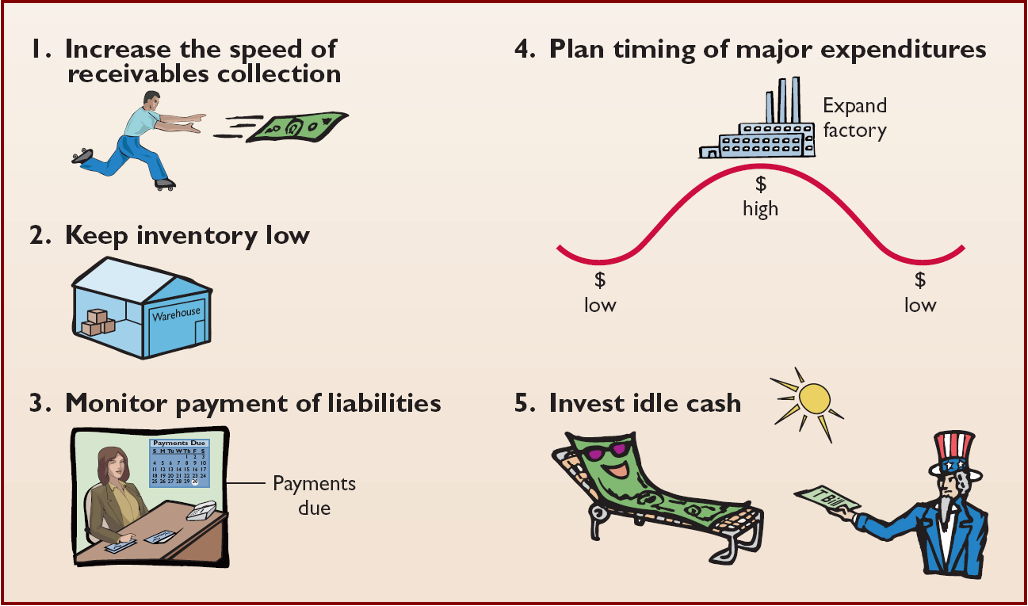 1. Increase the speed of
receivables collection
2. Keep inventory low
Warehouse
3. Monitor payment of liabilities
Payments Due
S M Tu W Th F S
1 2 3
4 5 6 7 8 9 10
11 12 13 14 15 16 17
18 19 20 21 22 23 24
25 26 27 28 29 30
Payments
due
4. Plan timing of major expenditures
Expand
factory
$
high
$
low
$
low
5. Invest idle cash
T Bill